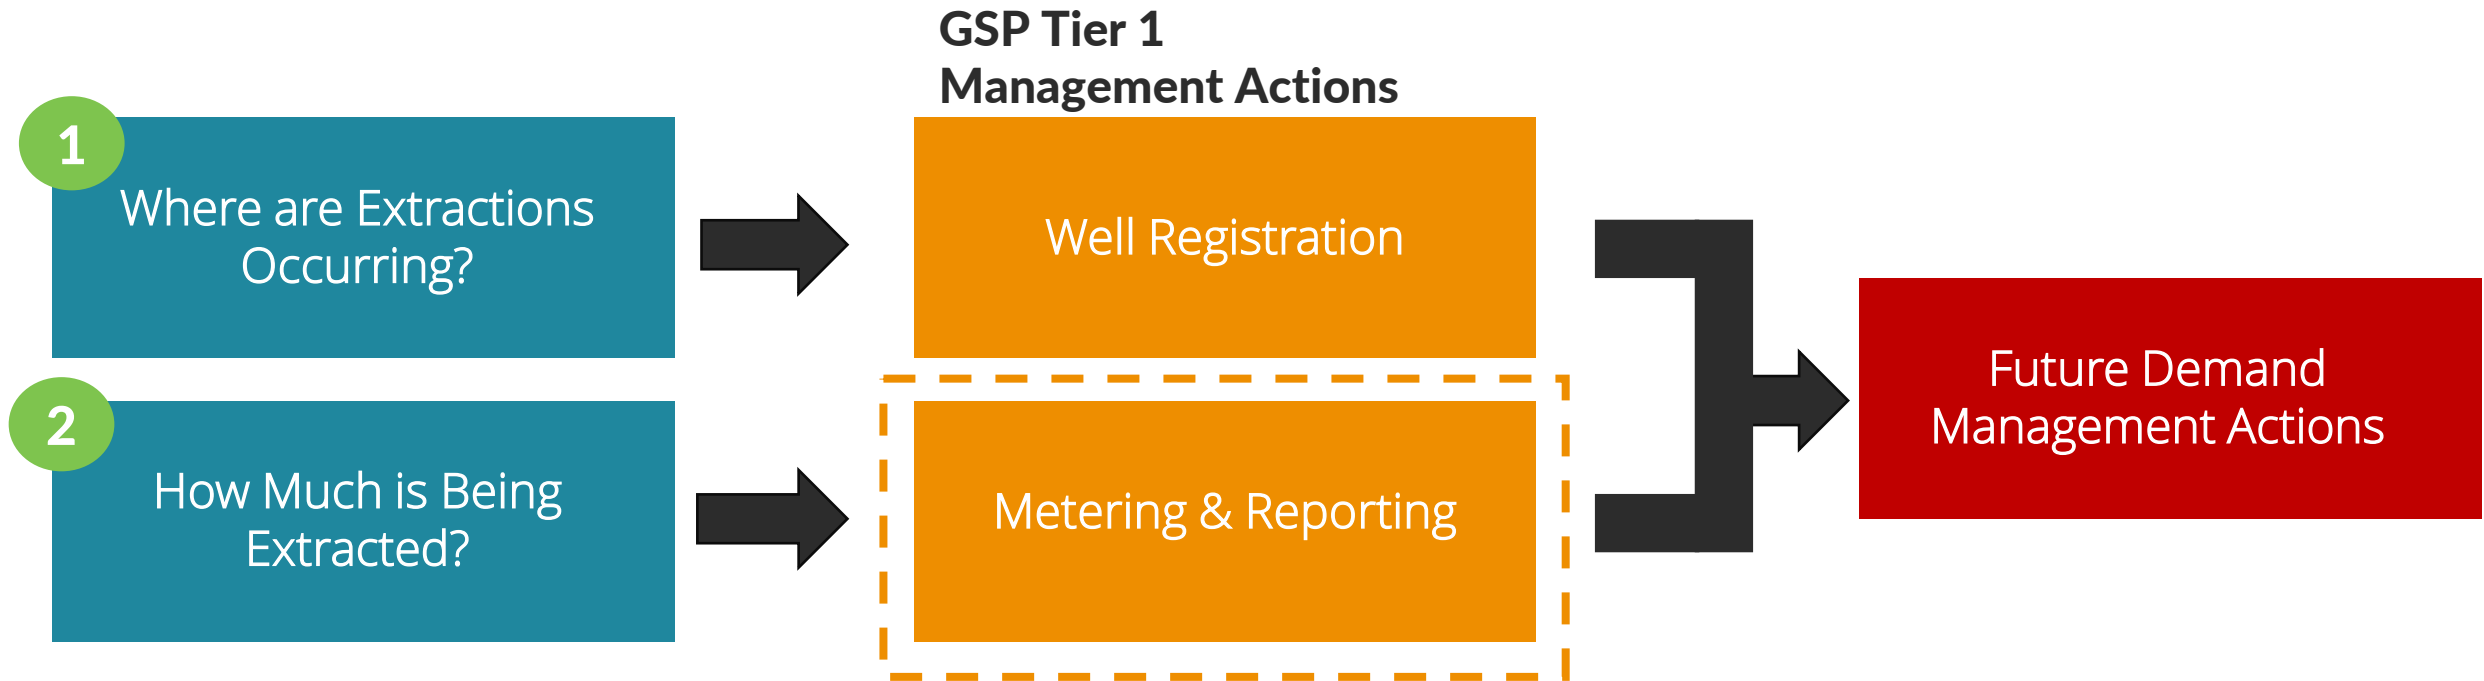 GSP Tier 1
Management Actions
1
Where are Extractions
Occurring?
Well Registration
2
How Much is Being
Extracted?
Metering & Reporting
Future Demand
Management Actions